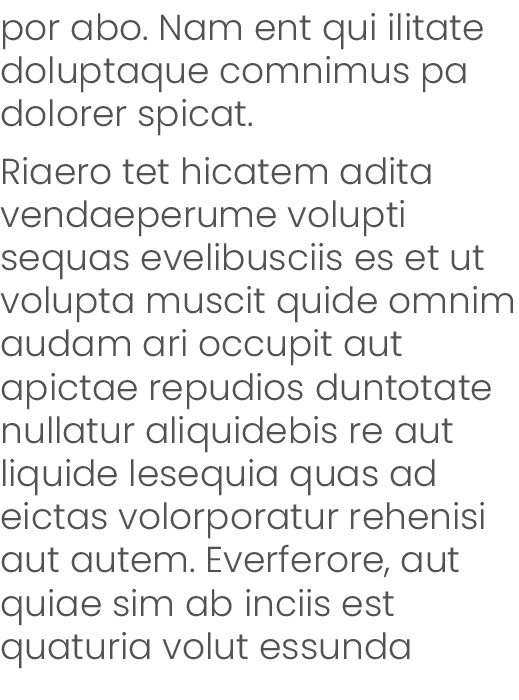 por abo. Nam ent qui ilitate
doluptaque comnimus pa
dolorer spicat.
Riaero tet hicatem adita
vendaeperume volupti
sequas evelibusciis es et ut
volupta muscit quide omnim
audam ari occupit aut
apictae repudios duntotate
nullatur aliquidebis re aut
liquide lesequia quas ad
eictas volorporatur rehenisi
aut autem. Everferore, aut
quiae sim ab inciis est
quaturia volut essunda